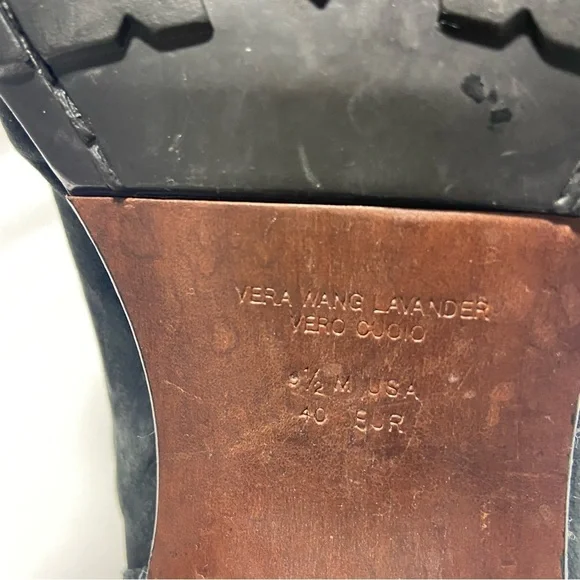 VERA WANG LAVANDER
VERO CUOIO
9½ M USA
40 EUR